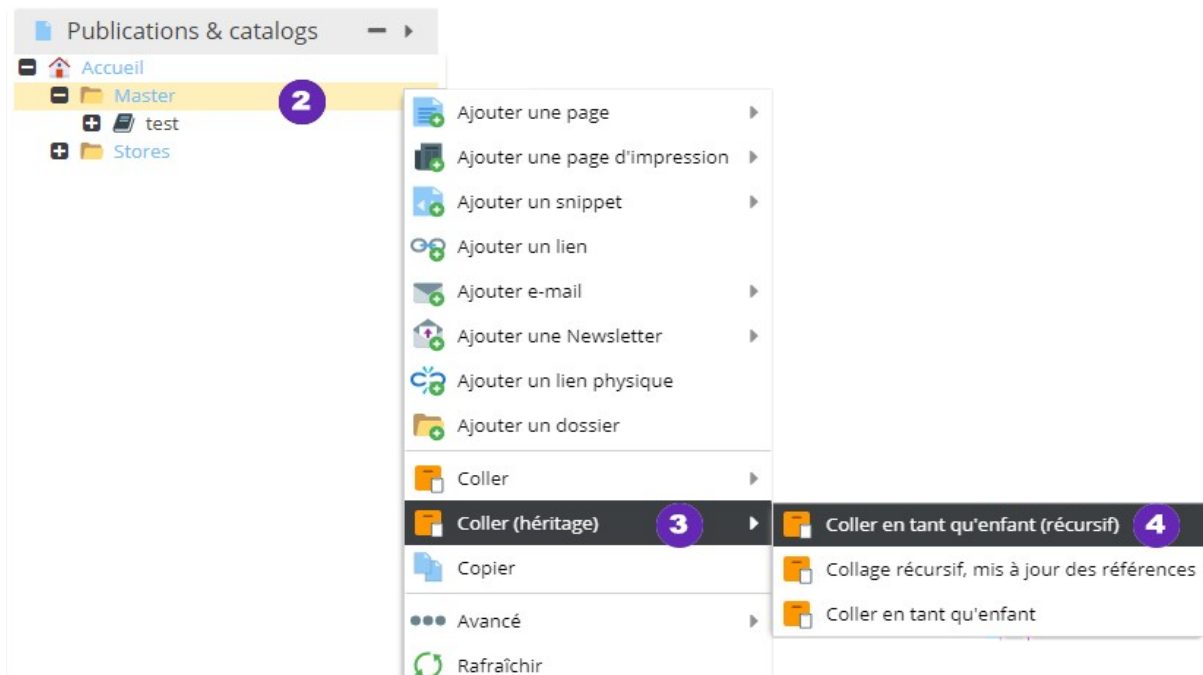 Publications & catalogs
Accueil
Master
2
test
Stores
Ajouter une page
Ajouter une page d'impression
Ajouter un snippet
Ajouter un lien
Ajouter e-mail
Ajouter une Newsletter
Ajouter un lien physique
Ajouter un dossier
Coller
Coller (héritage)
3
Coller en tant qu'enfant (récursif)
4
Copier
Collage récursif, mis à jour des références
Avancé
Coller en tant qu'enfant
Rafraîchir